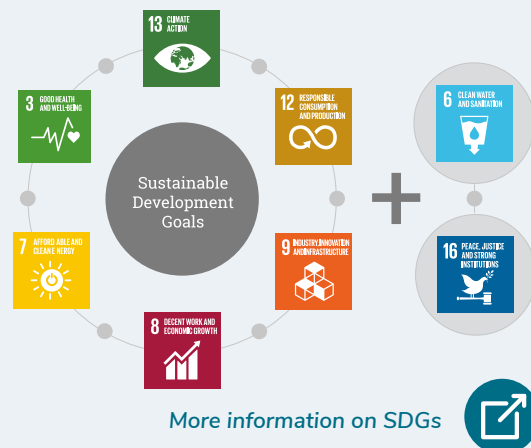 13 CLIMATE
ACTION
3 GOOD HEALTH
AND WELL-BEING
12 RESPONSIBLE
CONSUMPTION
AND PRODUCTION
6 CLEAN WATER
AND SANITATION
Sustainable
Development
Goals
7 AFFORDABLE AND
CLEAN ENERGY
9 INDUSTRY, INNOVATION
AND INFRASTRUCTURE
16 PEACE, JUSTICE
AND STRONG
INSTITUTIONS
8 DECENT WORK AND
ECONOMIC GROWTH
More information on SDGs